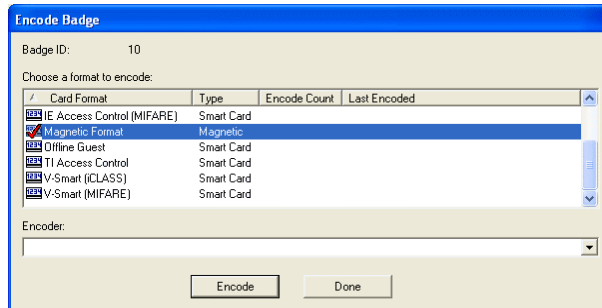 Encode Badge
Badge ID: 10
Choose a format to encode:
Card Format Type Encode Count Last Encoded
IE Access Control (MIFARE) Smart Card
Magnetic Format Magnetic
Offline Guest Smart Card
TI Access Control Smart Card
V-Smart (iCLASS) Smart Card
V-Smart (MIFARE) Smart Card
Encoder:
Encode Done